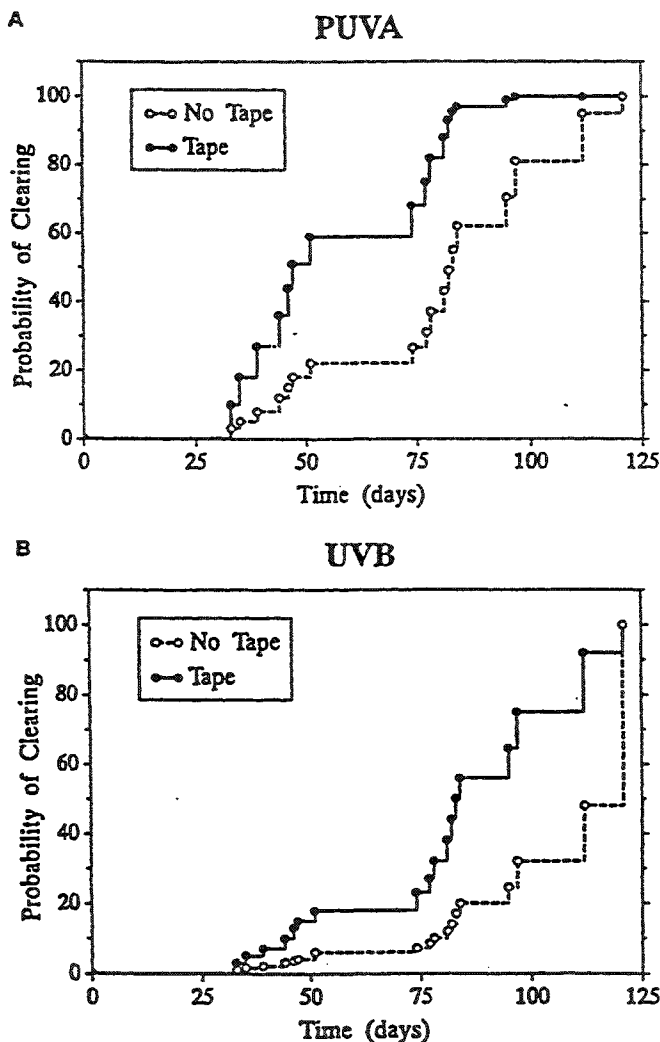 A
PUVA
Probability of Clearing
100
80
60
40
20
0
No Tape
Tape
0 25 50 75 100 125
Time (days)
B
UVB
Probability of Clearing
100
80
60
40
20
0
No Tape
Tape
0 25 50 75 100 125
Time (days)